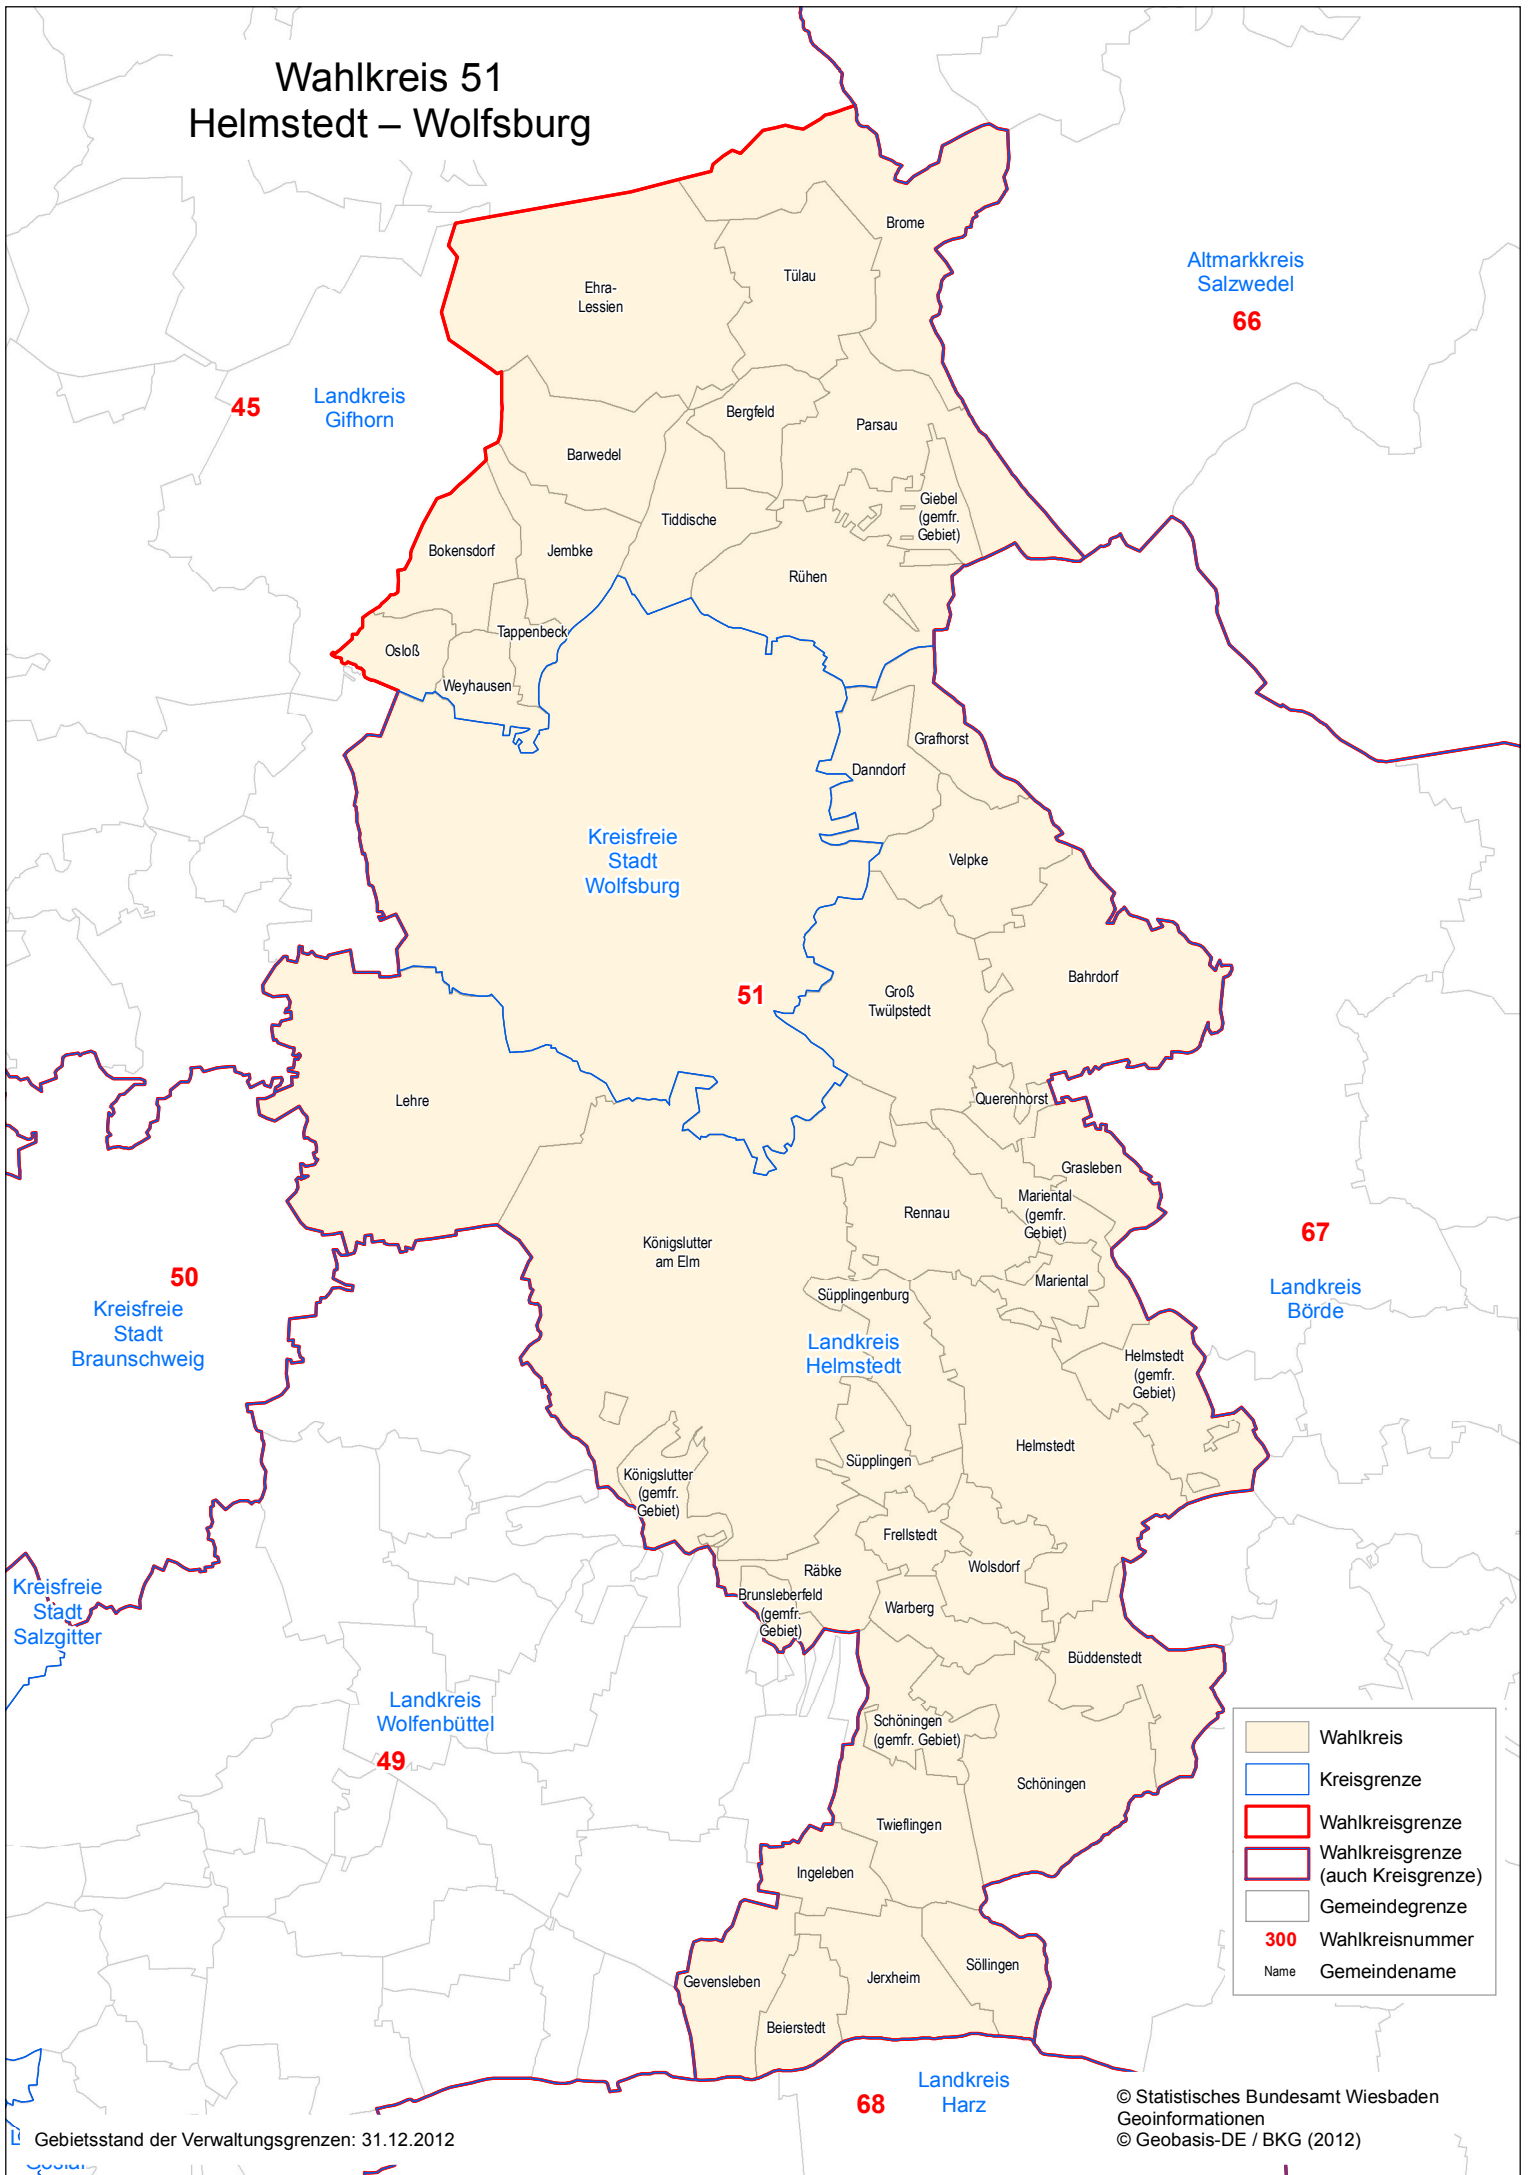 Wahlkreis 51
Helmstedt – Wolfsburg
Brome
Altmarkkreis
Salzwedel
66
Tülau
Ehra-
Lessien
45
Landkreis
Gifhorn
Bergfeld
Parsau
Barwedel
Giebel
(gemfr.
Gebiet)
Tiddische
Bokensdorf
Jembke
Rühen
Tappenbeck
Osloß
Weyhausen
Grafhorst
Danndorf
Kreisfreie
Stadt
Wolfsburg
Velpke
Bahrdorf
51
Groß
Twülpstedt
Lehre
Querenhorst
Grasleben
Mariental
(gemfr.
Gebiet)
Rennau
67
Landkreis
Börde
Königslutter
am Elm
Mariental
50
Kreisfreie
Stadt
Braunschweig
Süpplingenburg
Landkreis
Helmstedt
Helmstedt
(gemfr.
Gebiet)
Helmstedt
Süpplingen
Königslutter
(gemfr.
Gebiet)
Frellstedt
Wolsdorf
Räbke
Kreisfreie
Stadt
Salzgitter
Brunsleberfeld
(gemfr.
Gebiet)
Warberg
Büddenstedt
Landkreis
Wolfenbüttel
49
Schöningen
(gemfr. Gebiet)
Schöningen
Twieflingen
Ingeleben
Gevensleben
Jerxheim
Söllingen
Beierstedt
Wahlkreis
Kreisgrenze
Wahlkreisgrenze
Wahlkreisgrenze
(auch Kreisgrenze)
Gemeindegrenze
300 Wahlkreisnummer
Name Gemeindename
68
Landkreis
Harz
© Statistisches Bundesamt Wiesbaden
Geoinformationen
© Geobasis-DE / BKG (2012)
Gebietsstand der Verwaltungsgrenzen: 31.12.2012